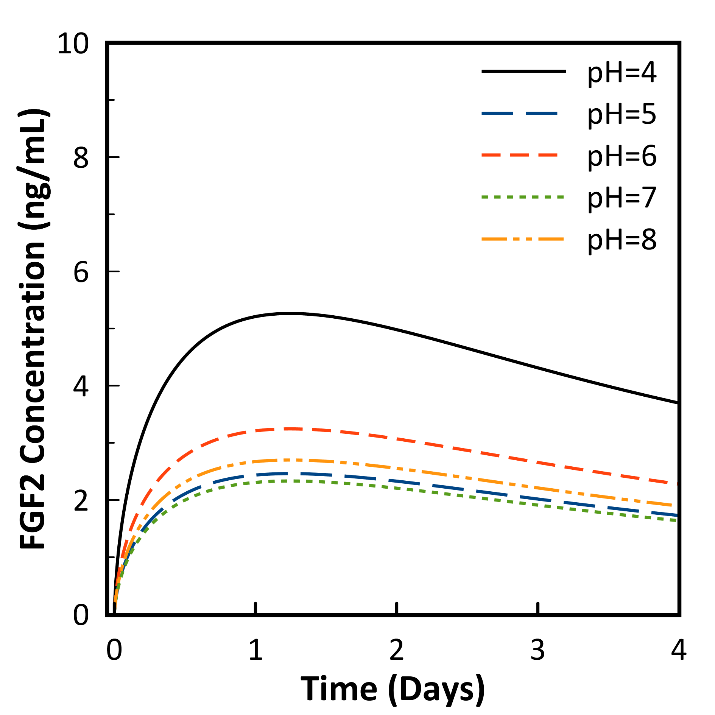 10
8
6
4
2
0
FGF2 Concentration (ng/mL)
pH=4
pH=5
pH=6
pH=7
pH=8
0 1 2 3 4
Time (Days)